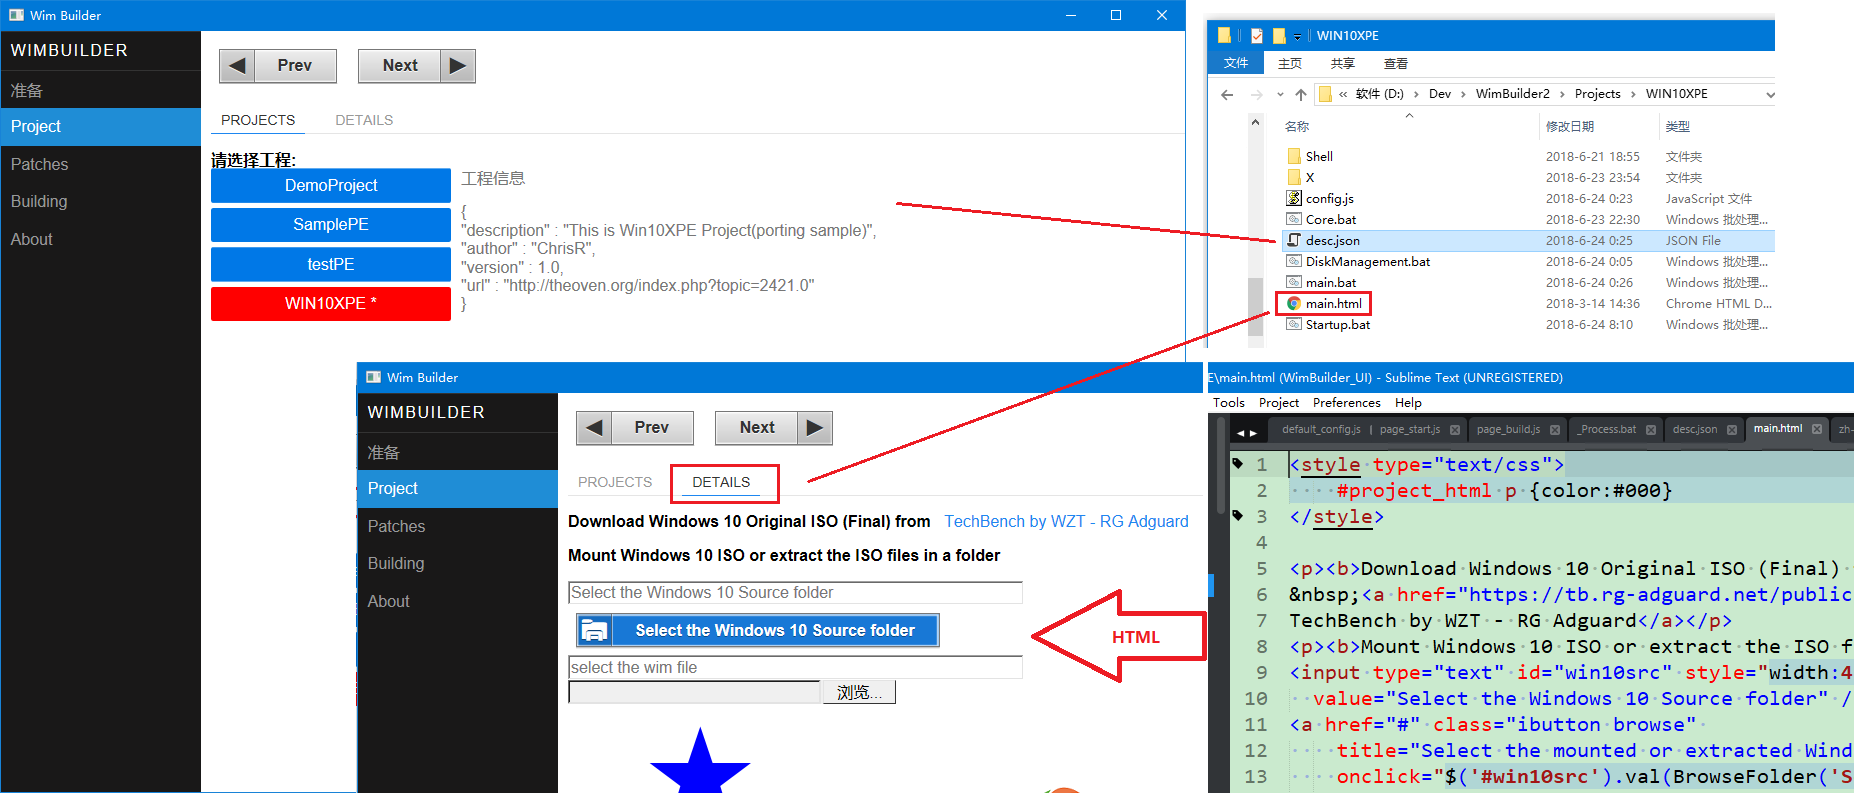 Wim Builder
WIMBUILDER
准备
Project
Patches
Building
About
Prev
Next
PROJECTS
DETAILS
请选择工程:
DemoProject
SamplePE
testPE
WIN10XPE *
工程信息
{
"description" : "This is Win10XPE Project(porting sample)",
"author" : "ChrisR",
"version" : 1.0,
"url" : "http://theoven.org/index.php?topic=2421.0"
}
WIN10XPE
文件 主页 共享 查看
« 软件 (D:) › Dev › WimBuilder2 › Projects › WIN10XPE
名称 修改日期 类型
Shell 2018-6-21 18:55 文件夹
X 2018-6-23 23:54 文件夹
config.js 2018-6-24 0:23 JavaScript 文件
Core.bat 2018-6-23 22:30 Windows 批处理...
desc.json 2018-6-24 0:25 JSON File
DiskManagement.bat 2018-6-24 0:05 Windows 批处理...
main.bat 2018-6-24 0:26 Windows 批处理...
main.html 2018-3-14 14:36 Chrome HTML D...
Startup.bat 2018-6-24 8:10 Windows 批处理...
Wim Builder
WIMBUILDER
准备
Project
Patches
Building
About
Prev
Next
PROJECTS
DETAILS
Download Windows 10 Original ISO (Final) from TechBench by WZT - RG Adguard
Mount Windows 10 ISO or extract the ISO files in a folder
Select the Windows 10 Source folder
Select the Windows 10 Source folder
select the wim file
浏览...
HTML
E\main.html (WimBuilder_UI) - Sublime Text (UNREGISTERED)
Tools Project Preferences Help
default_config.js page_start.js page_build.js _Process.bat desc.json main.html zh-
1 <style type="text/css">
2 #project_html p {color:#000}
3 </style>
4
5 <p><b>Download Windows 10 Original ISO (Final)
6 &nbsp;<a href="https://tb.rg-adguard.net/public
7 TechBench by WZT - RG Adguard</a></p>
8 <p><b>Mount Windows 10 ISO or extract the ISO f
9 <input type="text" id="win10src" style="width:4
10 value="Select the Windows 10 Source folder" /
11 <a href="#" class="ibutton browse"
12 title="Select the mounted or extracted Wind
13 onclick="$('#win10src').val(BrowseFolder('S